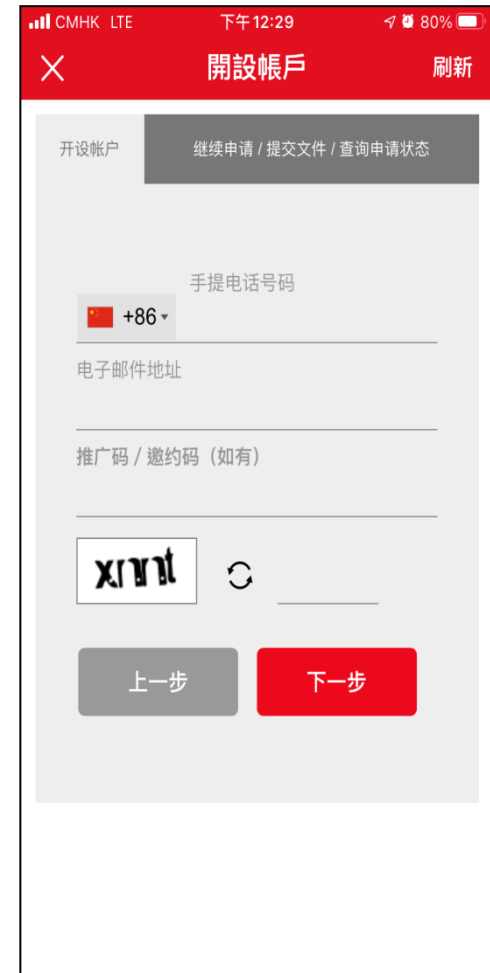 CMHK LTE 下午12:29 80%
開設帳戶 刷新
开设帐户 继续申请 / 提交文件 / 查询申请状态
手提电话号码
+86
电子邮件地址
推广码 / 邀约码（如有）
上一步 下一步